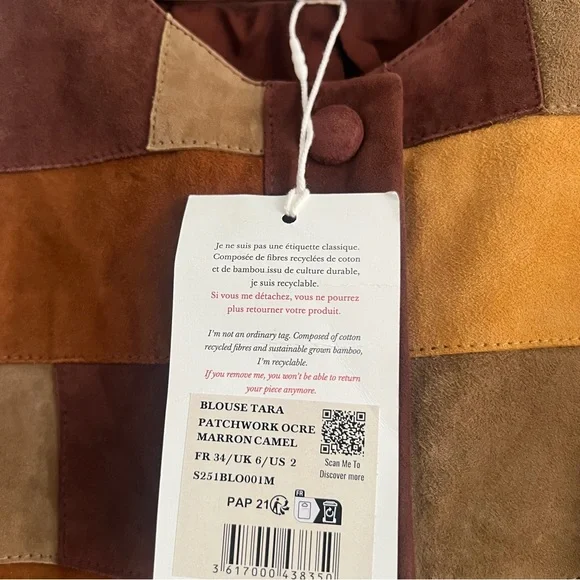 Je ne suis pas une étiquette classique.
Composée de fibres recyclées de coton
et de bambou issu de culture durable,
je suis recyclable.
Si vous me détachez, vous ne pourrez
plus retourner votre produit.
I'm not an ordinary tag. Composed of cotton
recycled fibres and sustainable grown bamboo,
I'm recyclable.
If you remove me, you won't be able to return
your piece anymore.
BLOUSE TARA
PATCHWORK OCRE
MARRON CAMEL
FR 34/UK 6/US 2
S251BLO001M
Scan Me To
Discover more
PAP 21
FR
3 617000 438350